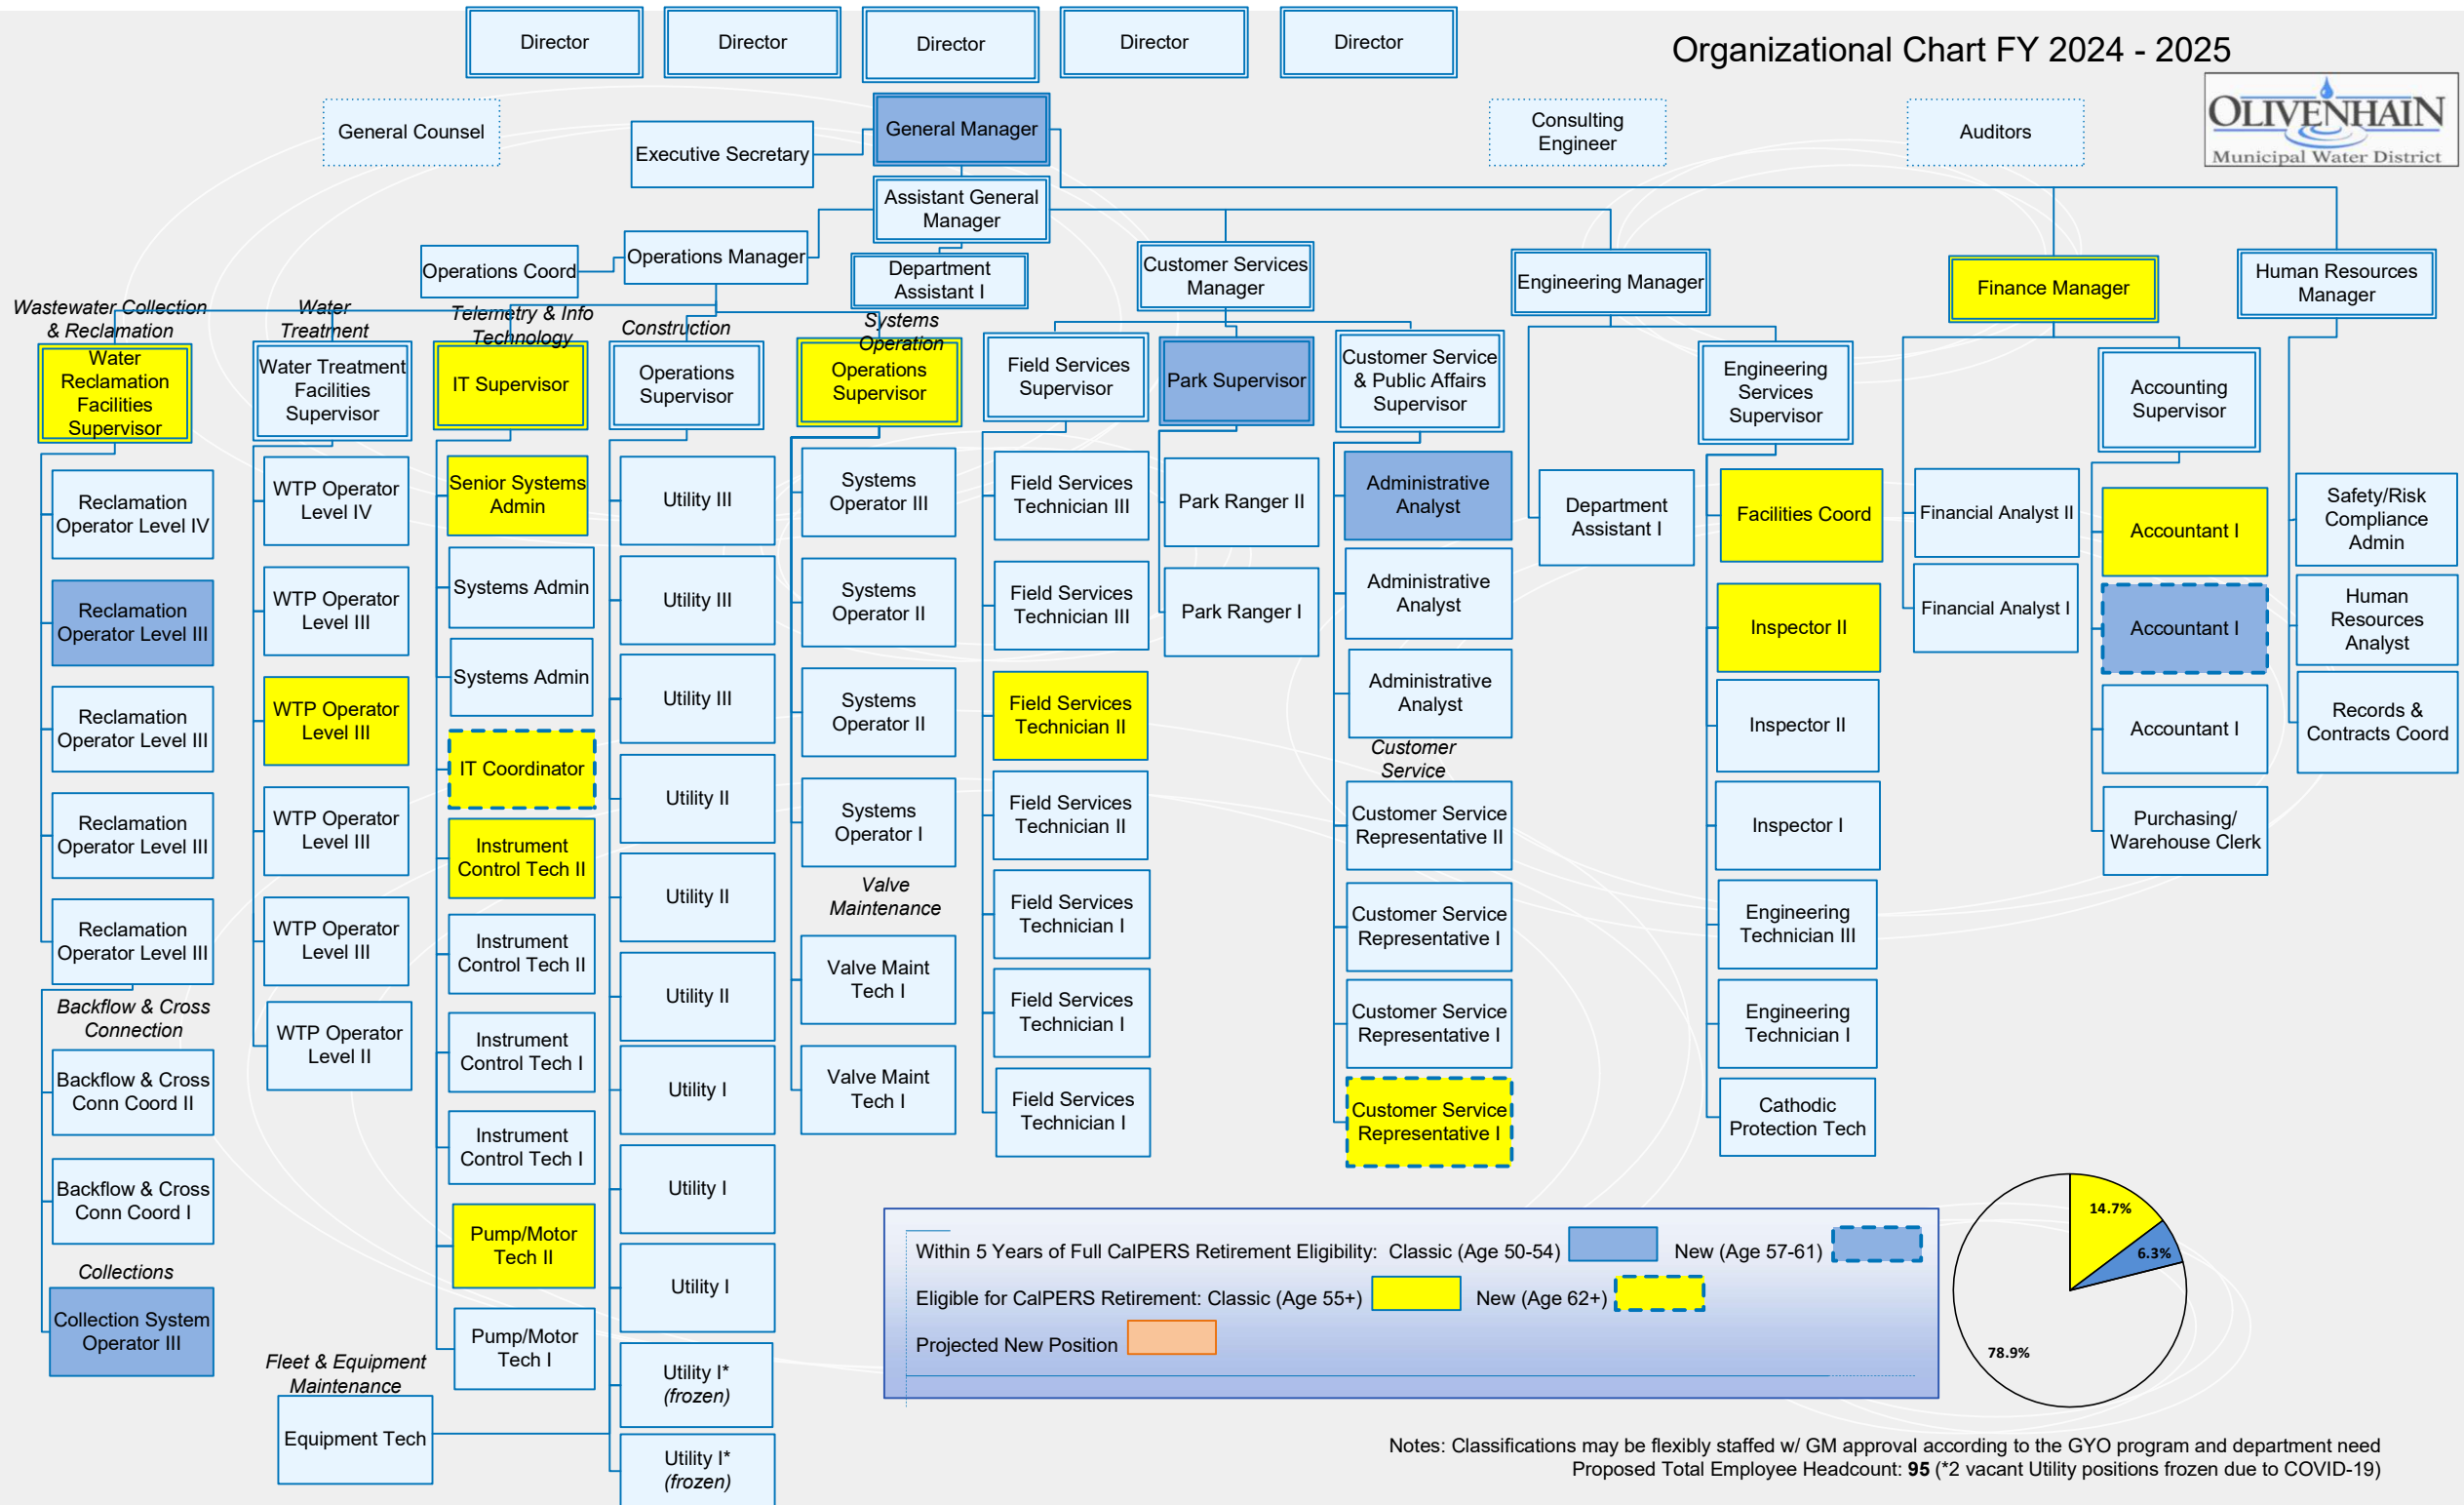 Director
Director
Director
Director
Director
Organizational Chart FY 2024 - 2025
OLIVENHAIN
Municipal Water District
General Counsel
General Manager
Executive Secretary
Consulting
Engineer
Auditors
Assistant General
Manager
Operations Coord
Operations Manager
Department
Assistant I
Customer Services
Manager
Engineering Manager
Finance Manager
Human Resources
Manager
Wastewater Collection
& Reclamation
Water
Reclamation
Facilities
Supervisor
Reclamation
Operator Level IV
Reclamation
Operator Level III
Reclamation
Operator Level III
Reclamation
Operator Level III
Reclamation
Operator Level III
Backflow & Cross
Connection
Backflow & Cross
Conn Coord II
Backflow & Cross
Conn Coord I
Collections
Collection System
Operator III
Water
Treatment
Water Treatment
Facilities
Supervisor
WTP Operator
Level IV
WTP Operator
Level III
WTP Operator
Level III
WTP Operator
Level III
WTP Operator
Level III
WTP Operator
Level II
Fleet & Equipment
Maintenance
Equipment Tech
Telemetry & Info
Technology
IT Supervisor
Senior Systems
Admin
Systems Admin
Systems Admin
IT Coordinator
Instrument
Control Tech II
Instrument
Control Tech II
Instrument
Control Tech I
Instrument
Control Tech I
Pump/Motor
Tech II
Pump/Motor
Tech I
Construction
Operations
Supervisor
Utility III
Utility III
Utility III
Utility II
Utility II
Utility II
Utility I
Utility I
Utility I
Utility I*
(frozen)
Utility I*
(frozen)
Systems
Operation
Operations
Supervisor
Systems
Operator III
Systems
Operator II
Systems
Operator II
Systems
Operator I
Valve
Maintenance
Valve Maint
Tech I
Valve Maint
Tech I
Field Services
Supervisor
Field Services
Technician III
Field Services
Technician III
Field Services
Technician II
Field Services
Technician II
Field Services
Technician I
Field Services
Technician I
Field Services
Technician I
Park Supervisor
Park Ranger II
Park Ranger I
Customer Service
& Public Affairs
Supervisor
Administrative
Analyst
Administrative
Analyst
Administrative
Analyst
Customer
Service
Customer Service
Representative II
Customer Service
Representative I
Customer Service
Representative I
Customer Service
Representative I
Department
Assistant I
Engineering
Services
Supervisor
Facilities Coord
Inspector II
Inspector II
Inspector I
Engineering
Technician III
Engineering
Technician I
Cathodic
Protection Tech
Financial Analyst II
Financial Analyst I
Accounting
Supervisor
Accountant I
Accountant I
Accountant I
Purchasing/
Warehouse Clerk
Safety/Risk
Compliance
Admin
Human
Resources
Analyst
Records &
Contracts Coord
Within 5 Years of Full CalPERS Retirement Eligibility: Classic (Age 50-54) New (Age 57-61)
Eligible for CalPERS Retirement: Classic (Age 55+) New (Age 62+)
Projected New Position
14.7%
6.3%
78.9%
Notes: Classifications may be flexibly staffed w/ GM approval according to the GYO program and department need
Proposed Total Employee Headcount: 95 (*2 vacant Utility positions frozen due to COVID-19)